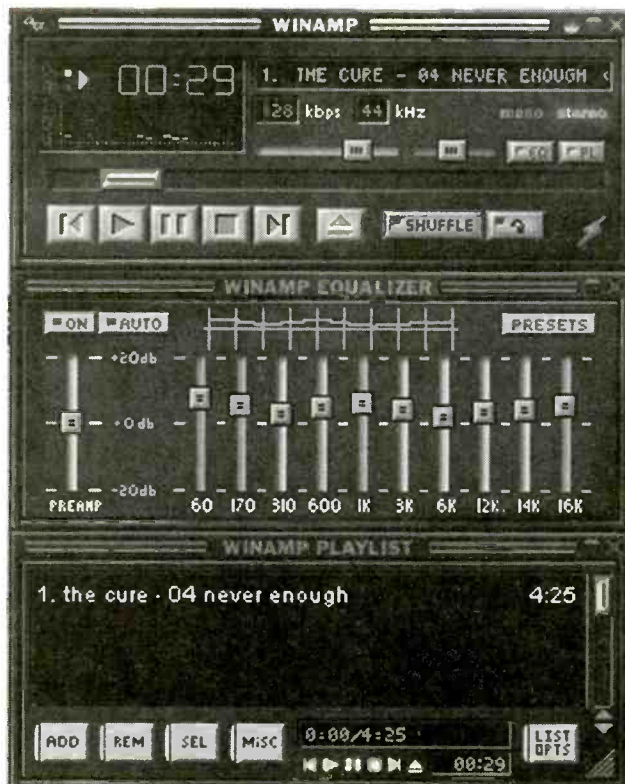 WINAMP
00:29
1. THE CURE - 04 NEVER ENOUGH
28 kbps 44 kHz
mono stereo
EQ PL
SHUFFLE
WINAMP EQUALIZER
ON AUTO PRESETS
+20db
+0db
-20db
PREAMP 60 170 310 600 1K 3K 6K 12K 14K 16K
WINAMP PLAYLIST
1. the cure - 04 never enough 4:25
ADD REM SEL MiSC
0:00/4:25
00:29
LIST OPTS